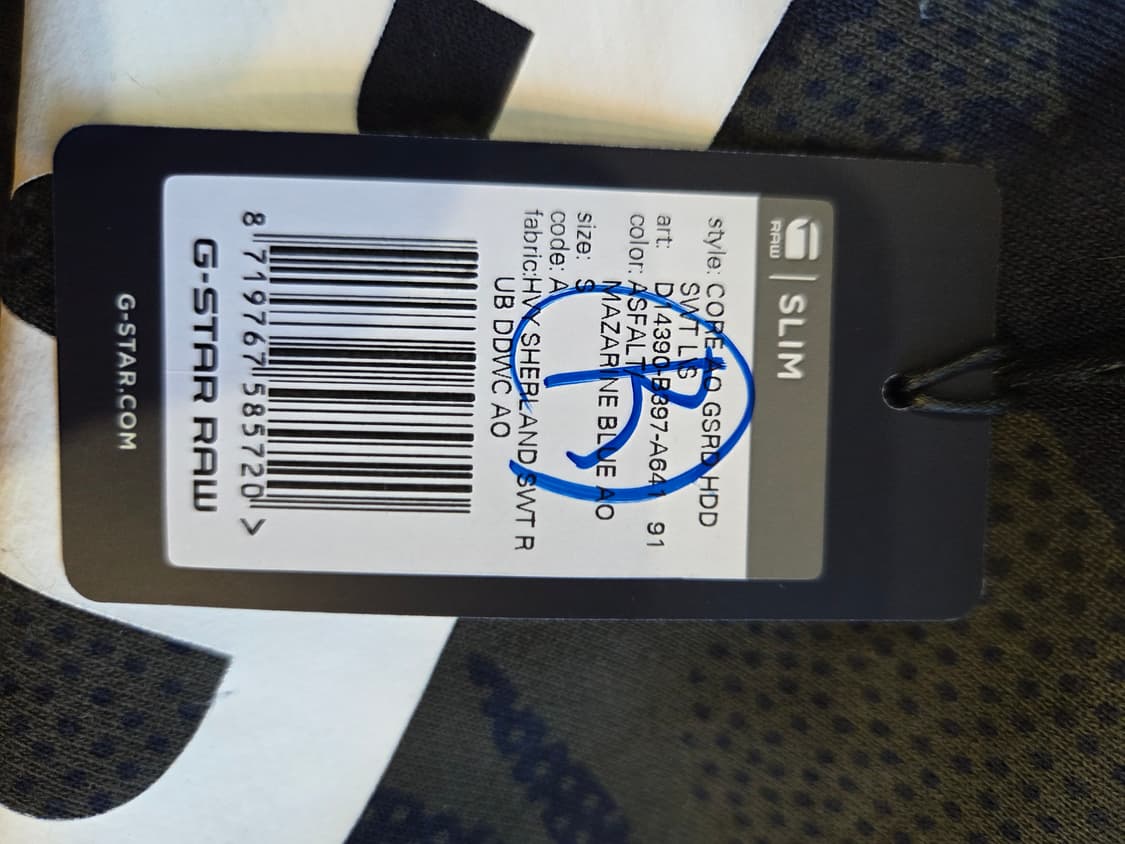 RAW | SLIM
style: CORE AO GSRD HDD
SWT L\S
art: D14390-B397-A641 91
color: ASFALT
MAZARINE BLUE AO
size: S
code: A
fabric:HVY SHERLAND SWT R
UB DDWC AO
R
8 719767 585720 >
G-STAR RAW
G-STAR.COM